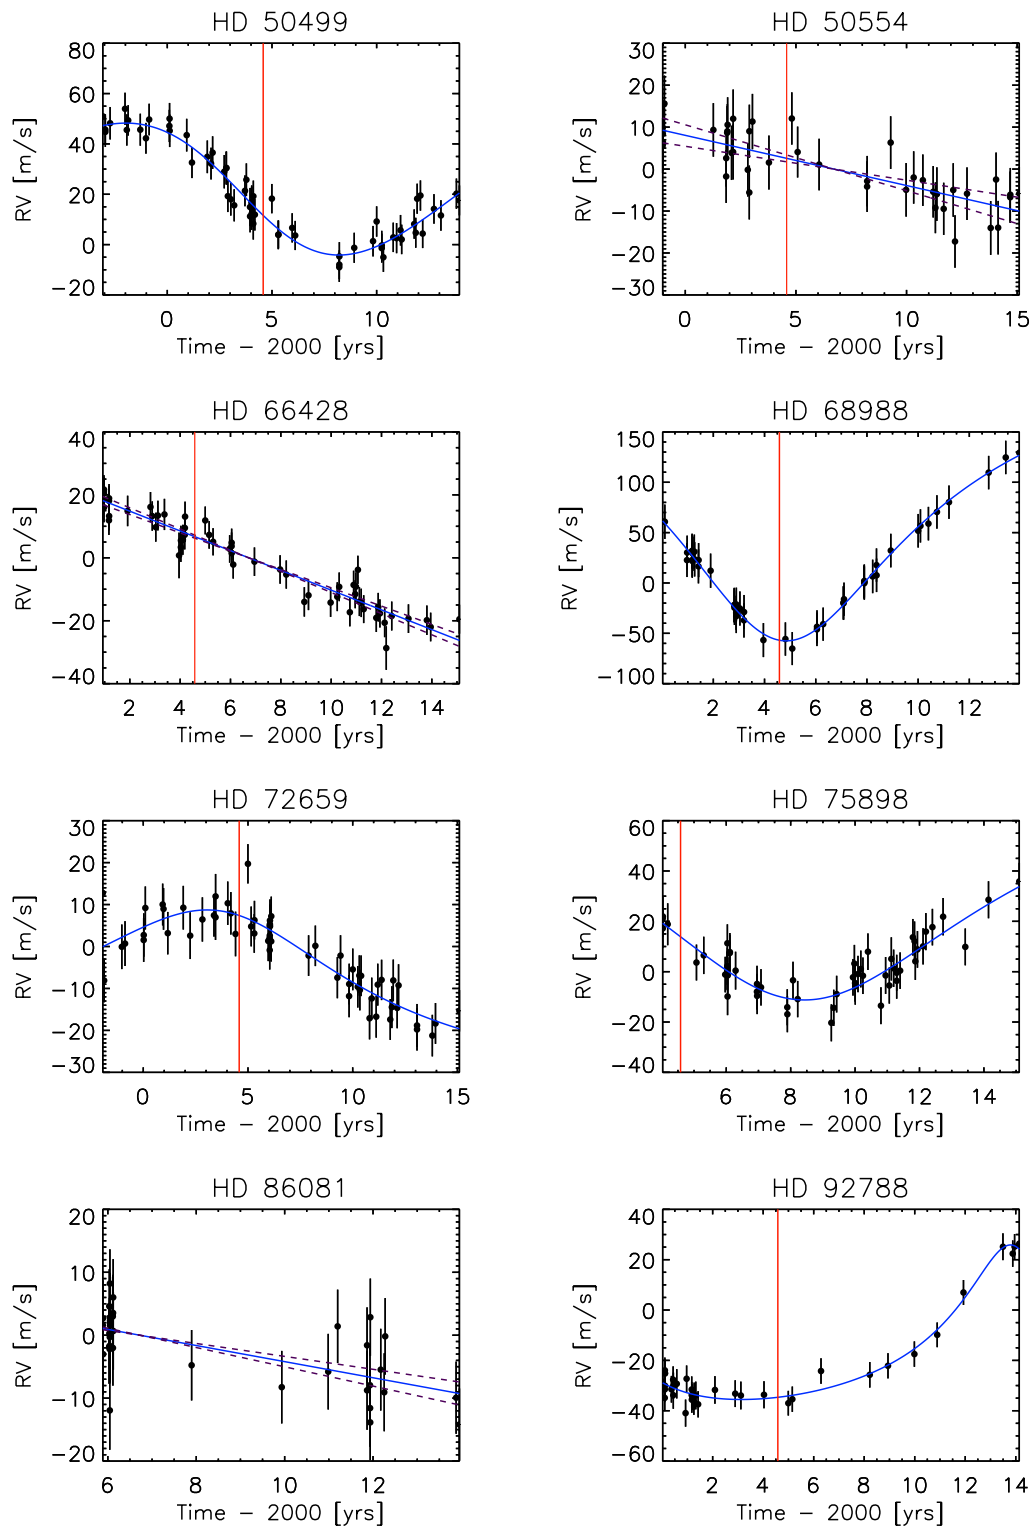 HD 50499
80
60
40
20
0
−20
RV [m/s]
0 5 10
Time − 2000 [yrs]
HD 50554
30
20
10
0
−10
−20
−30
RV [m/s]
0 5 10 15
Time − 2000 [yrs]
HD 66428
40
20
0
−20
−40
RV [m/s]
2 4 6 8 10 12 14
Time − 2000 [yrs]
HD 68988
150
100
50
0
−50
−100
RV [m/s]
2 4 6 8 10 12
Time − 2000 [yrs]
HD 72659
30
20
10
0
−10
−20
−30
RV [m/s]
0 5 10 15
Time − 2000 [yrs]
HD 75898
60
40
20
0
−20
−40
RV [m/s]
6 8 10 12 14
Time − 2000 [yrs]
HD 86081
20
10
0
−10
−20
RV [m/s]
6 8 10 12
Time − 2000 [yrs]
HD 92788
40
20
0
−20
−40
−60
RV [m/s]
2 4 6 8 10 12 14
Time − 2000 [yrs]